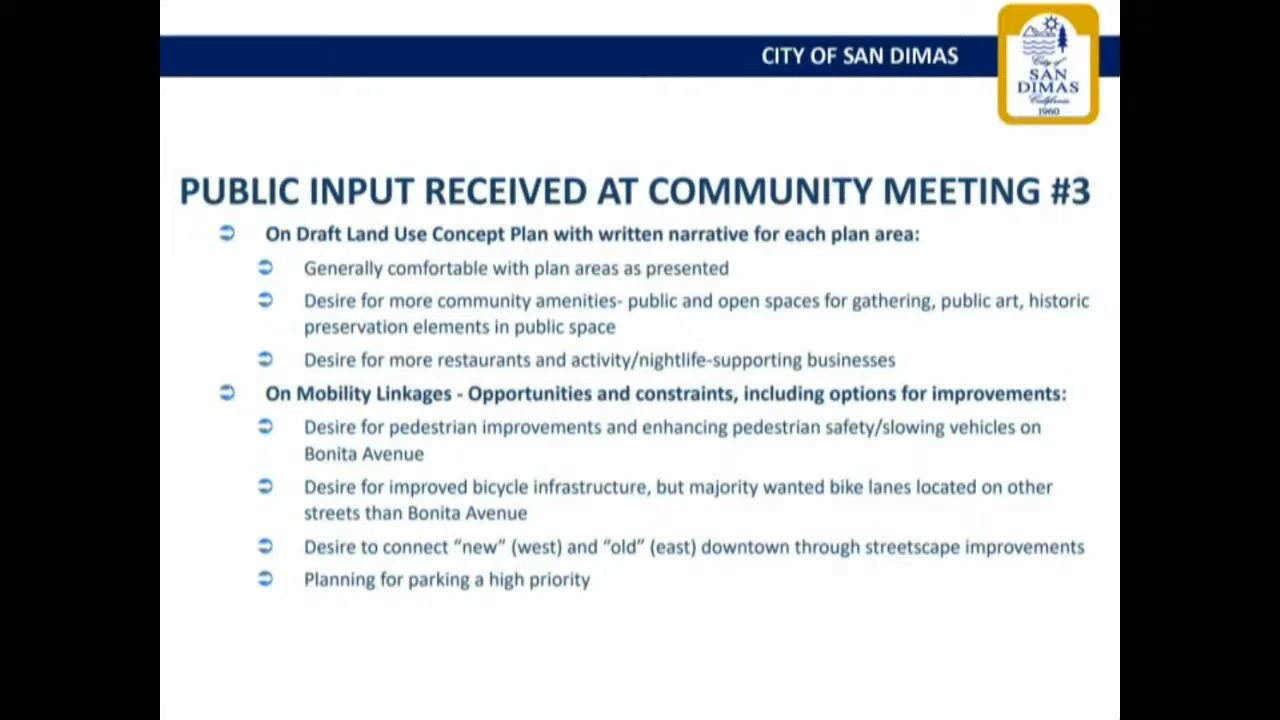 CITY OF SAN DIMAS
City of
SAN
DIMAS
California
1960
PUBLIC INPUT RECEIVED AT COMMUNITY MEETING #3
On Draft Land Use Concept Plan with written narrative for each plan area:
Generally comfortable with plan areas as presented
Desire for more community amenities- public and open spaces for gathering, public art, historic
preservation elements in public space
Desire for more restaurants and activity/nightlife-supporting businesses
On Mobility Linkages - Opportunities and constraints, including options for improvements:
Desire for pedestrian improvements and enhancing pedestrian safety/slowing vehicles on
Bonita Avenue
Desire for improved bicycle infrastructure, but majority wanted bike lanes located on other
streets than Bonita Avenue
Desire to connect “new” (west) and “old” (east) downtown through streetscape improvements
Planning for parking a high priority